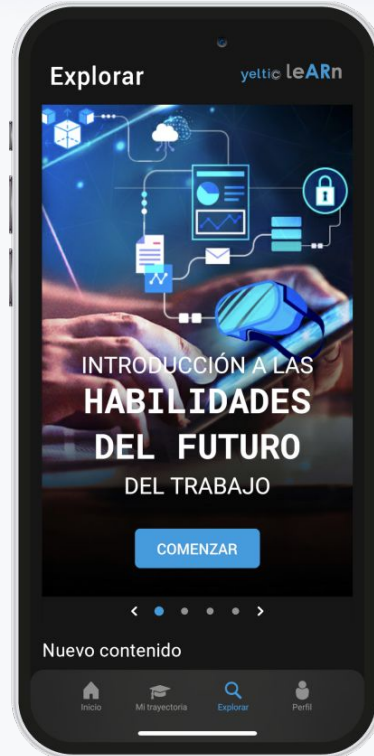 Explorar
yeltic leARn
INTRODUCCIÓN A LAS
HABILIDADES
DEL FUTURO
DEL TRABAJO
COMENZAR
Nuevo contenido
Inicio
Mi trayectoria
Explorar
Perfil